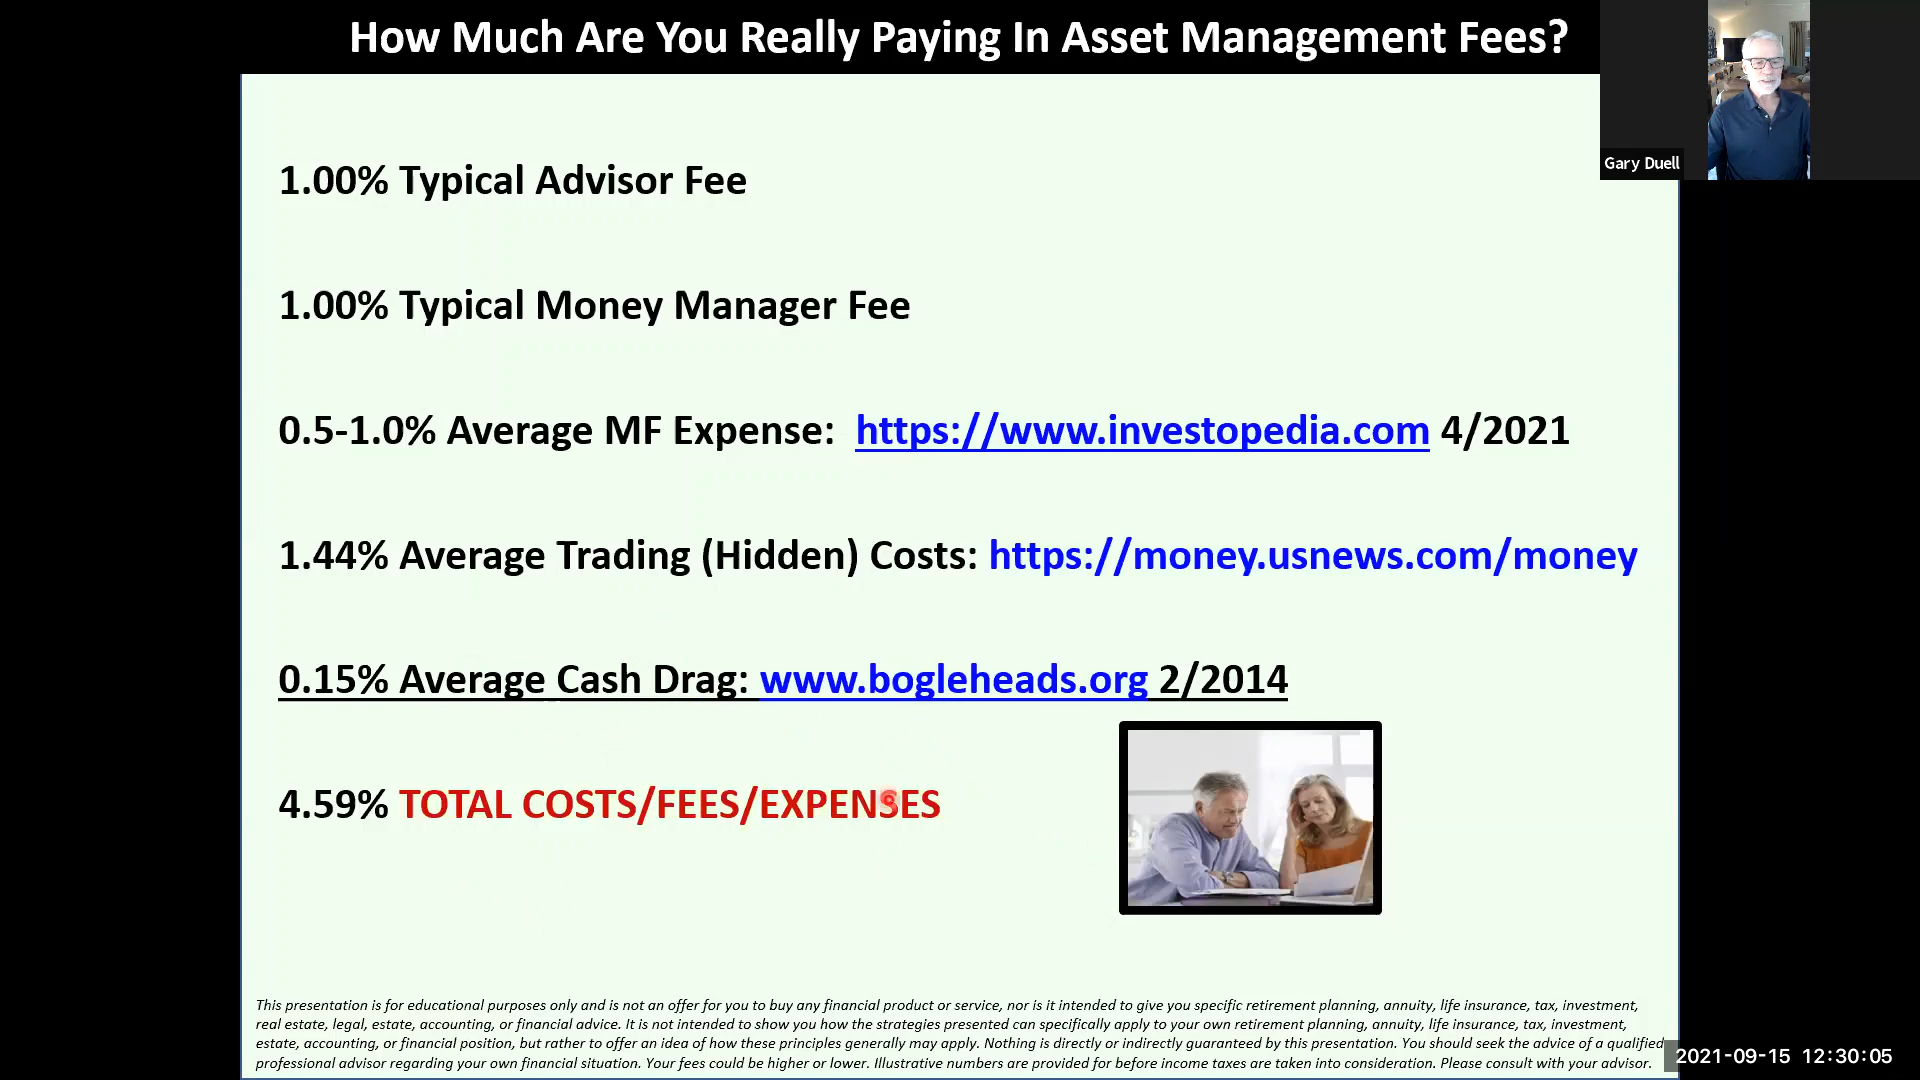 How Much Are You Really Paying In Asset Management Fees?
Gary Duell
1.00% Typical Advisor Fee
1.00% Typical Money Manager Fee
0.5-1.0% Average MF Expense: https://www.investopedia.com 4/2021
1.44% Average Trading (Hidden) Costs: https://money.usnews.com/money
0.15% Average Cash Drag: www.bogleheads.org 2/2014
4.59% TOTAL COSTS/FEES/EXPENSES
This presentation is for educational purposes only and is not an offer for you to buy any financial product or service, nor is it intended to give you specific retirement planning, annuity, life insurance, tax, investment,
real estate, legal, estate, accounting, or financial advice. It is not intended to show you how the strategies presented can specifically apply to your own retirement planning, annuity, life insurance, tax, investment,
estate, accounting, or financial position, but rather to offer an idea of how these principles generally may apply. Nothing is directly or indirectly guaranteed by this presentation. You should seek the advice of a qualified
professional advisor regarding your own financial situation. Your fees could be higher or lower. Illustrative numbers are provided for before income taxes are taken into consideration. Please consult with your advisor.
2021-09-15 12:30:05